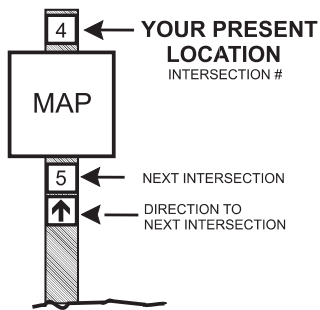 4
YOUR PRESENT
LOCATION
INTERSECTION #
MAP
5
NEXT INTERSECTION
DIRECTION TO
NEXT INTERSECTION